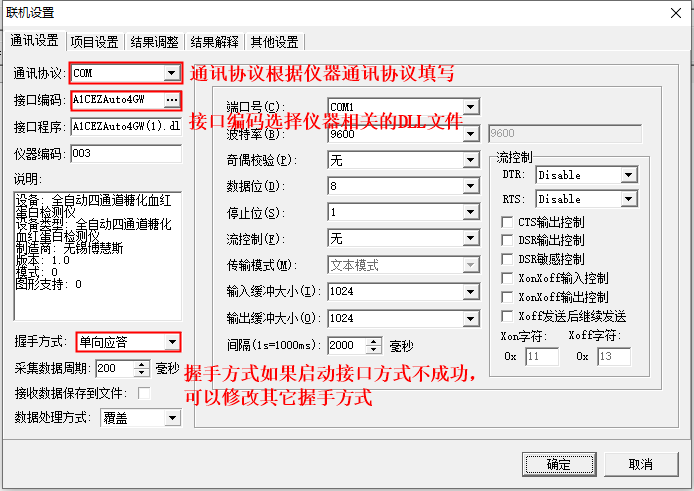 联机设置
通讯设置 项目设置 结果调整 结果解释 其他设置
通讯协议: COM
通讯协议根据仪器通讯协议填写
接口编码: A1CEZAuto4GW ...
接口编码选择仪器相关的DLL文件
接口程序: A1CEZAuto4GW(1).dl
仪器编码: 003
说明:
设备: 全自动四通道糖化血红
蛋白检测仪
设备类型: 全自动四通道糖化
血红蛋白检测仪
制造商: 无锡博慧斯
版本: 1.0
模式: 0
图形支持: 0
握手方式: 单向应答
采集数据周期: 200 毫秒
接收数据保存到文件:
数据处理方式: 覆盖
端口号(C): COM1
波特率(B): 9600 9600
奇偶校验(P): 无
数据位(D): 8
停止位(S): 1
流控制(F): 无
传输模式(M): 文本模式
输入缓冲大小(I): 1024
输出缓冲大小(O): 1024
间隔(1s=1000ms): 2000 毫秒
流控制
DTR: Disable
RTS: Disable
CTS输出控制
DSR输出控制
DSR敏感控制
XonXoff输入控制
XonXoff输出控制
Xoff发送后继续发送
Xon字符: Xoff字符:
0x 11 0x 13
握手方式如果启动接口方式不成功，
可以修改其它握手方式
确定 取消